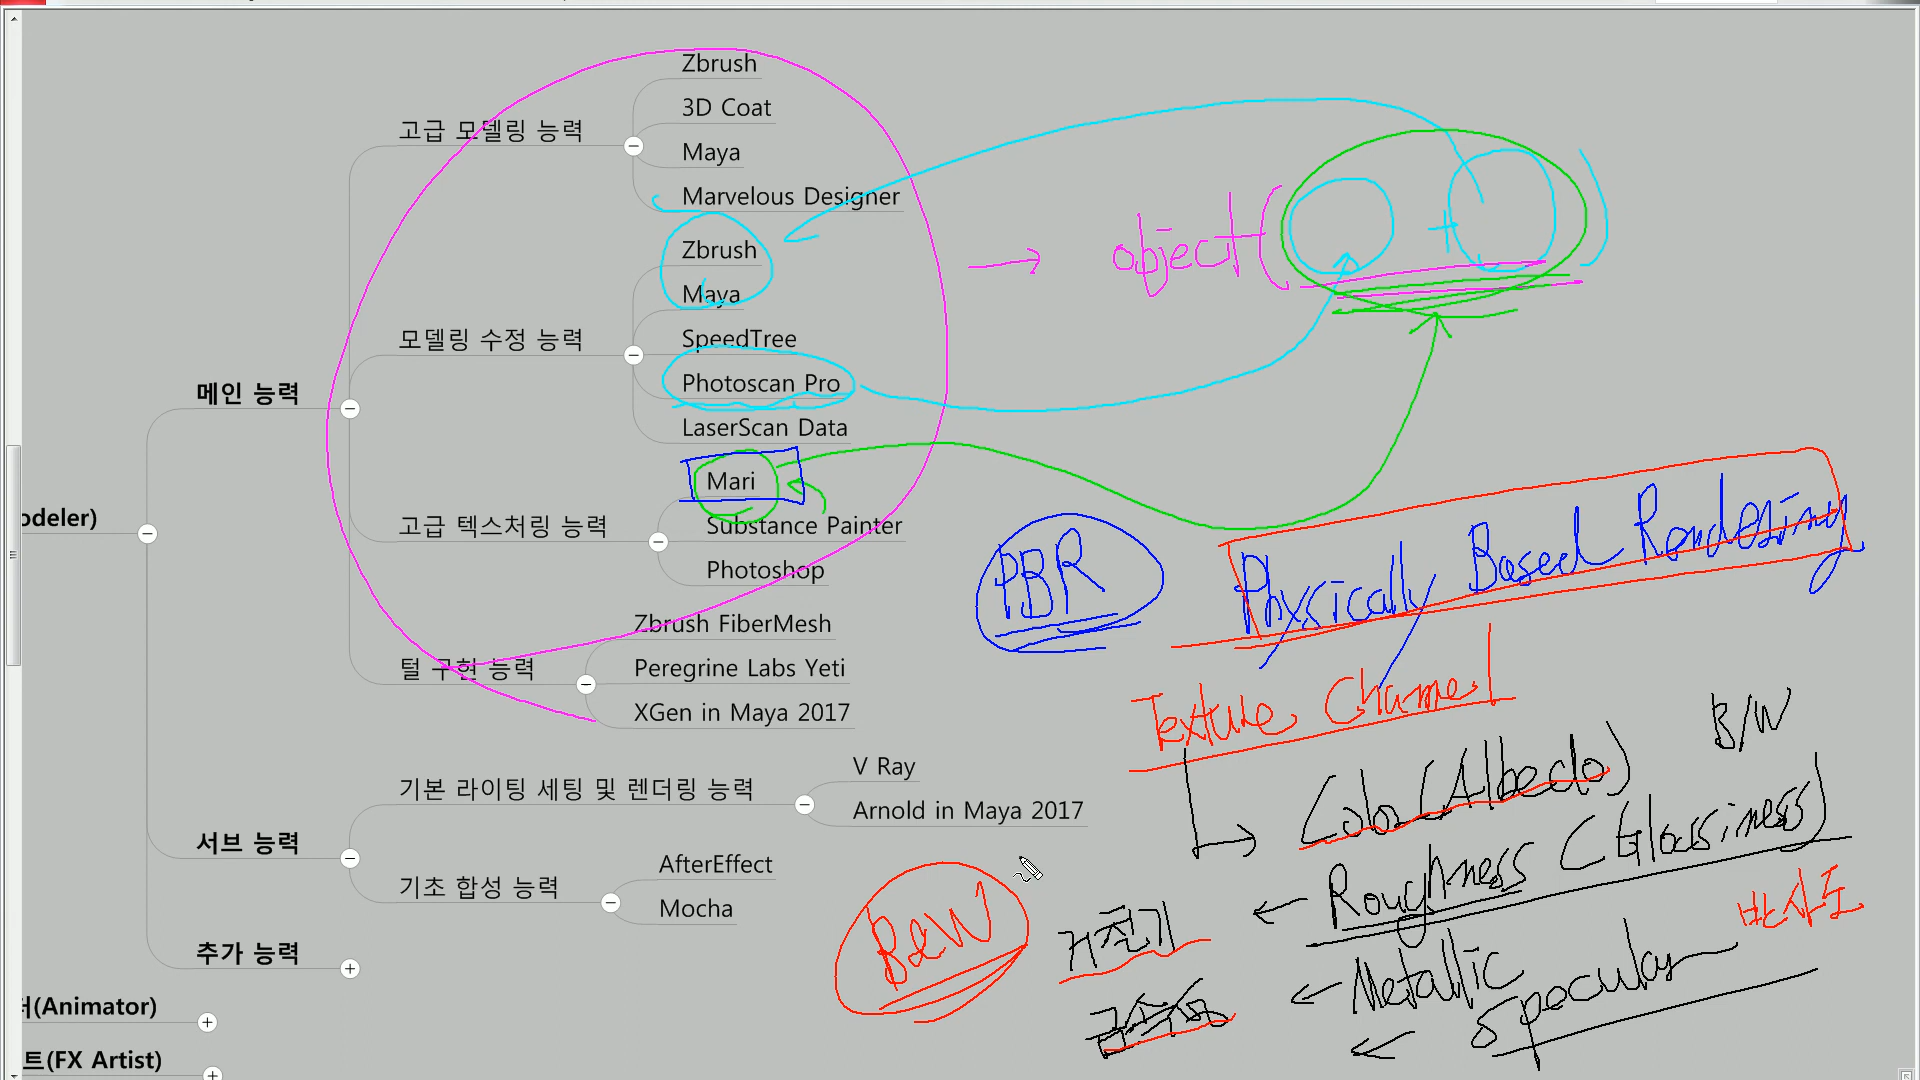 Zbrush
3D Coat
고급 모델링 능력
Maya
Marvelous Designer
Zbrush
Maya
모델링 수정 능력
SpeedTree
Photoscan Pro
LaserScan Data
메인 능력
Mari
고급 텍스처링 능력
Substance Painter
Photoshop
odeler)
Zbrush FiberMesh
털 구현 능력
Peregrine Labs Yeti
XGen in Maya 2017
기본 라이팅 세팅 및 렌더링 능력
V Ray
Arnold in Maya 2017
서브 능력
기초 합성 능력
AfterEffect
Mocha
추가 능력
(Animator)
트(FX Artist)
object ( + )
PBR
Physically Based Rendering
Texture Channel
B/W
Color (Albedo)
Roughness (Glossiness)
거칠기
반사도
Metallic
Specular
B&W